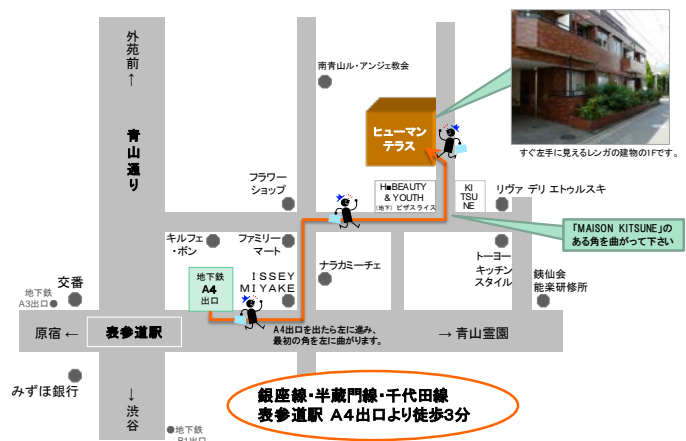 外苑前
↑
青山通り
南青山ル・アンジェ教会
ヒューマン
テラス
すぐ左手に見えるレンガの建物の1Fです。
フラワー
ショップ
H■BEAUTY
& YOUTH
(地下) ピザスライス
KI
TSU
NE
リヴァ デリ エトゥルスキ
「MAISON KITSUNE」の
ある角を曲がって下さい
キルフェ
・ボン
ファミリー
マート
ナラカミーチェ
トーヨー
キッチン
スタイル
銕仙会
能楽研修所
地下鉄
A4
出口
ISSEY
MIYAKE
交番
地下鉄
A3出口●
A4出口を出たら左に進み、
最初の角を左に曲がります。
原宿 ←
表参道駅
→ 青山霊園
みずほ銀行
↓
渋谷
●地下鉄
B1出口
銀座線・半蔵門線・千代田線
表参道駅 A4出口より徒歩3分